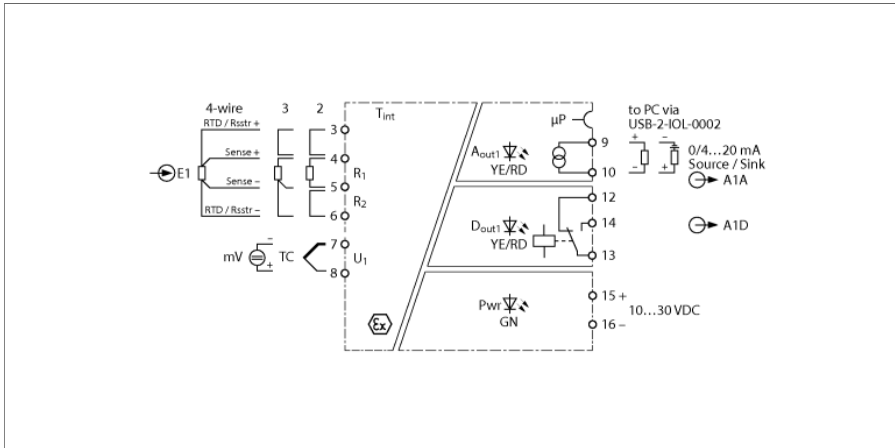 4-wire 3 2
RTD / Rsstr +
Sense +
E1
Sense –
RTD / Rsstr –
mV
–
+
TC
3
4
5
6
7
8
Tint
R1
R2
U1
Ex
μP
Aout1
YE/RD
Dout1
YE/RD
Pwr
GN
9
10
12
14
13
15 +
16 –
to PC via
USB-2-IOL-0002
+ –
– +
0/4…20 mA
Source / Sink
A1A
A1D
10…30 VDC